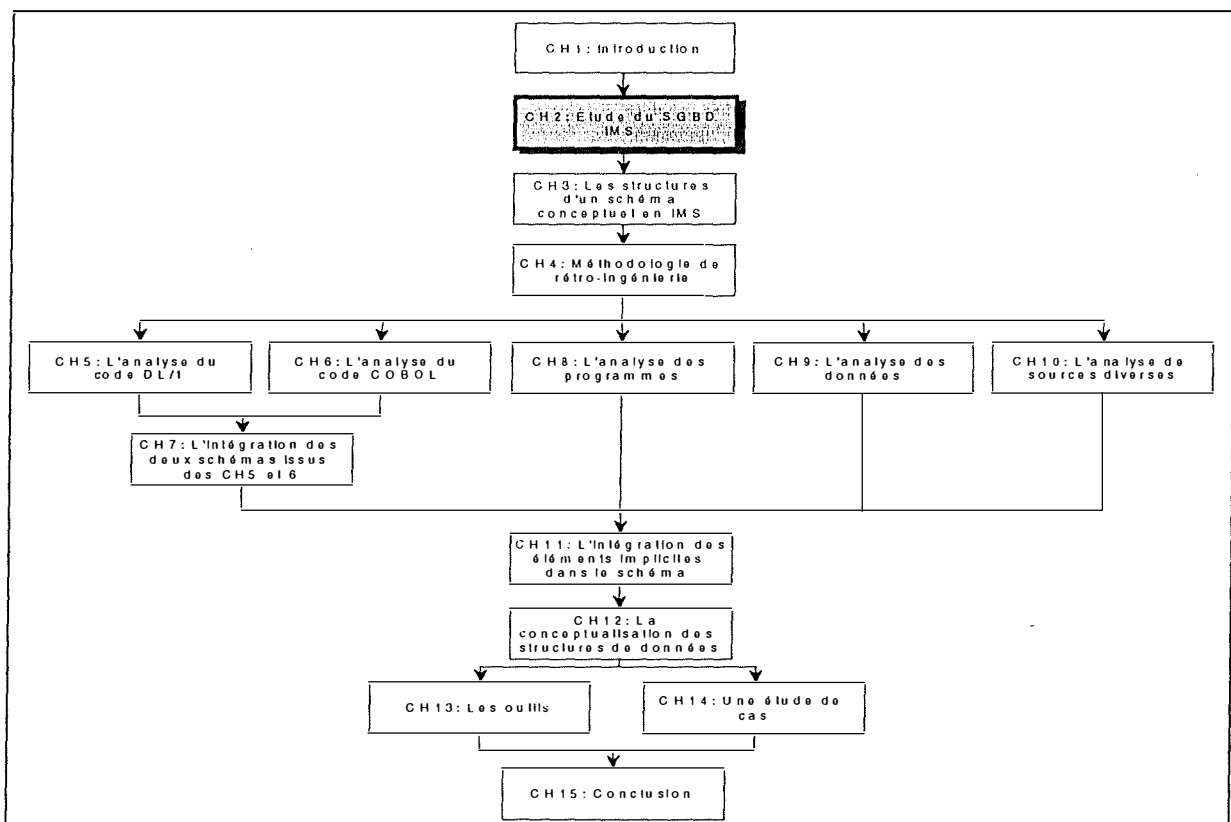 CH1: Introduction
CH2: Etude du SGBD
IMS
CH3: Les structures
d'un schéma
conceptuel en IMS
CH4: Méthodologie de
rétro-ingénierie
CH5: L'analyse du
code DL/1
CH6: L'analyse du
code COBOL
CH8: L'analyse des
programmes
CH9: L'analyse des
données
CH10: L'analyse de
sources diverses
CH7: L'intégration des
deux schémas issus
des CH5 et 6
CH11: L'intégration des
éléments implicites
dans le schéma
CH12: La
conceptualisation des
structures de données
CH13: Les outils
CH14: Une étude de
cas
CH15: Conclusion